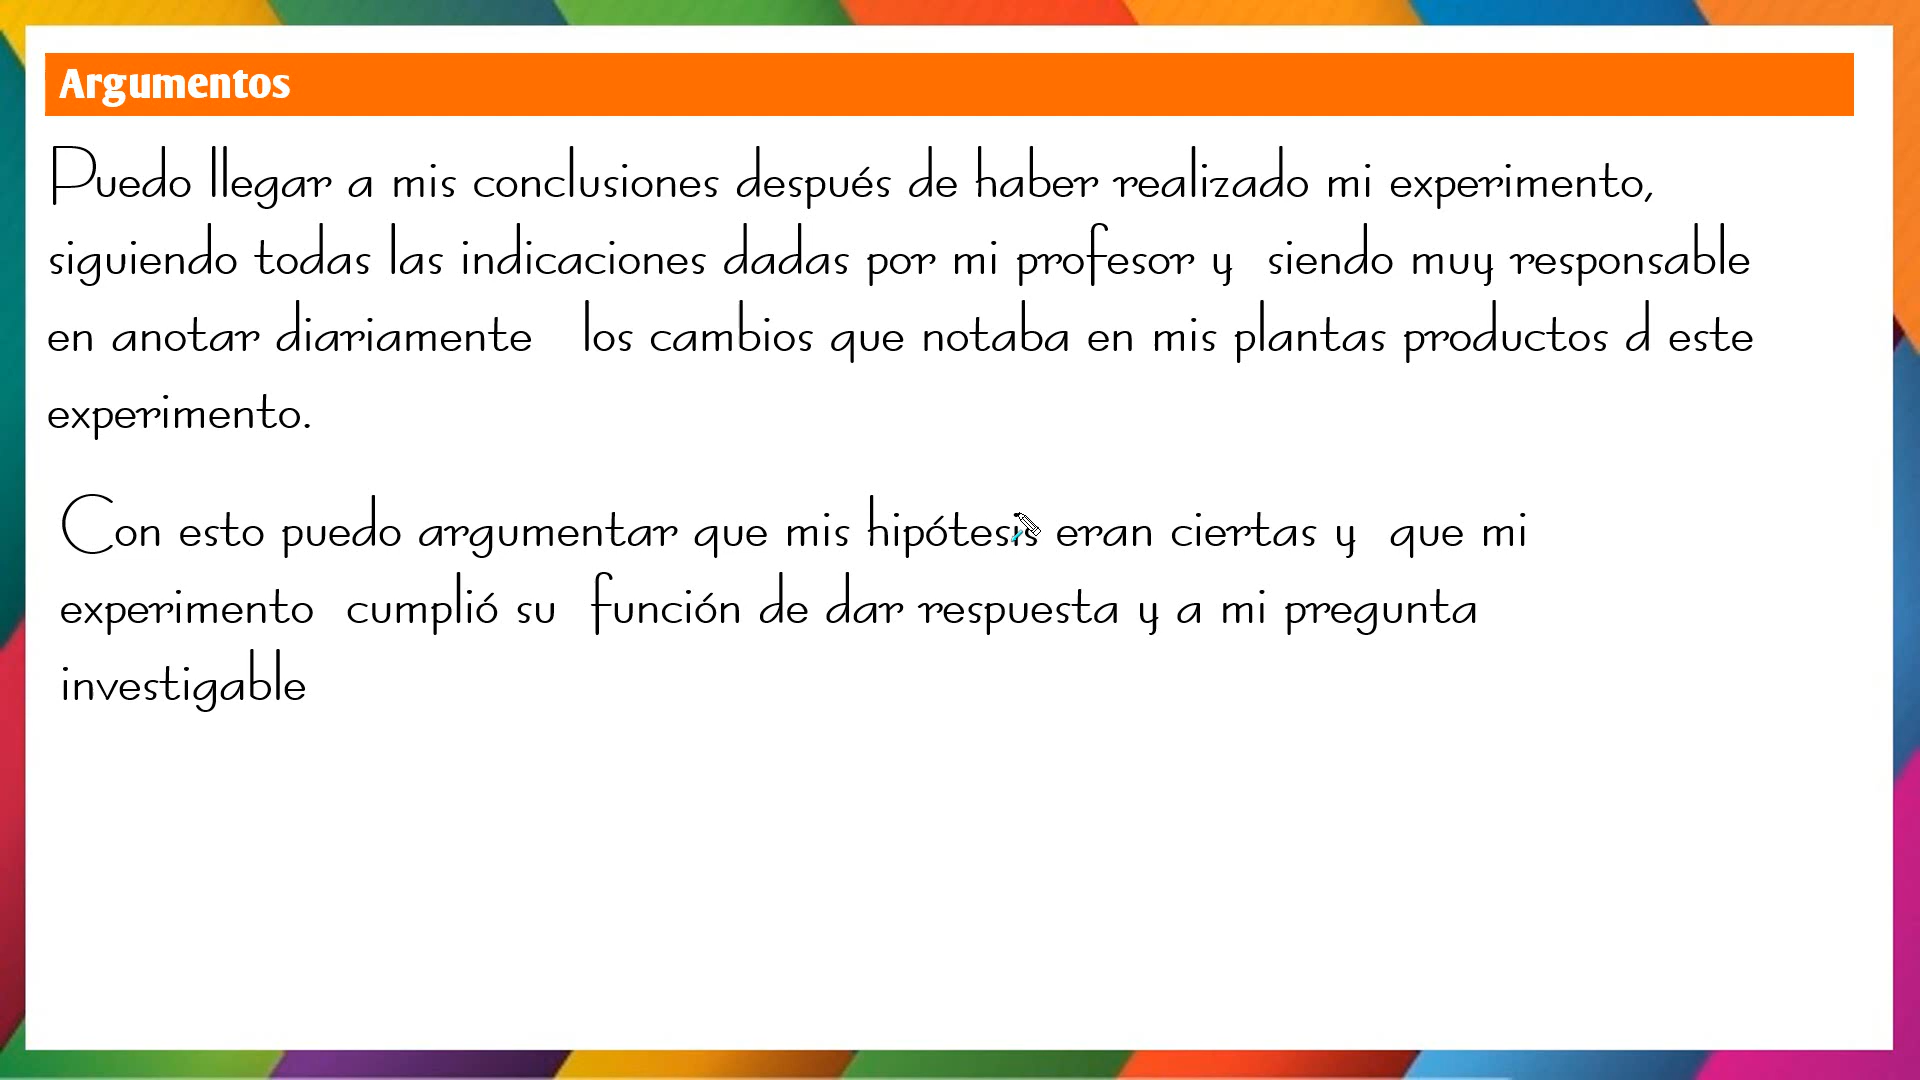 Argumentos
Puedo llegar a mis conclusiones después de haber realizado mi experimento,
siguiendo todas las indicaciones dadas por mi profesor y siendo muy responsable
en anotar diariamente los cambios que notaba en mis plantas productos d este
experimento.
Con esto puedo argumentar que mis hipótesis eran ciertas y que mi
experimento cumplió su función de dar respuesta y a mi pregunta
investigable